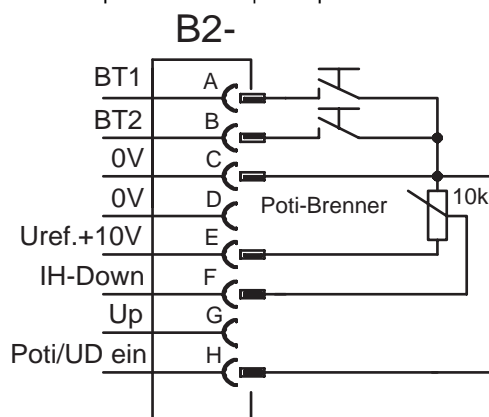 B2-
BT1 A
BT2 B
0V C
0V D Poti-Brenner 10k
Uref.+10V E
IH-Down F
Up G
Poti/UD ein H